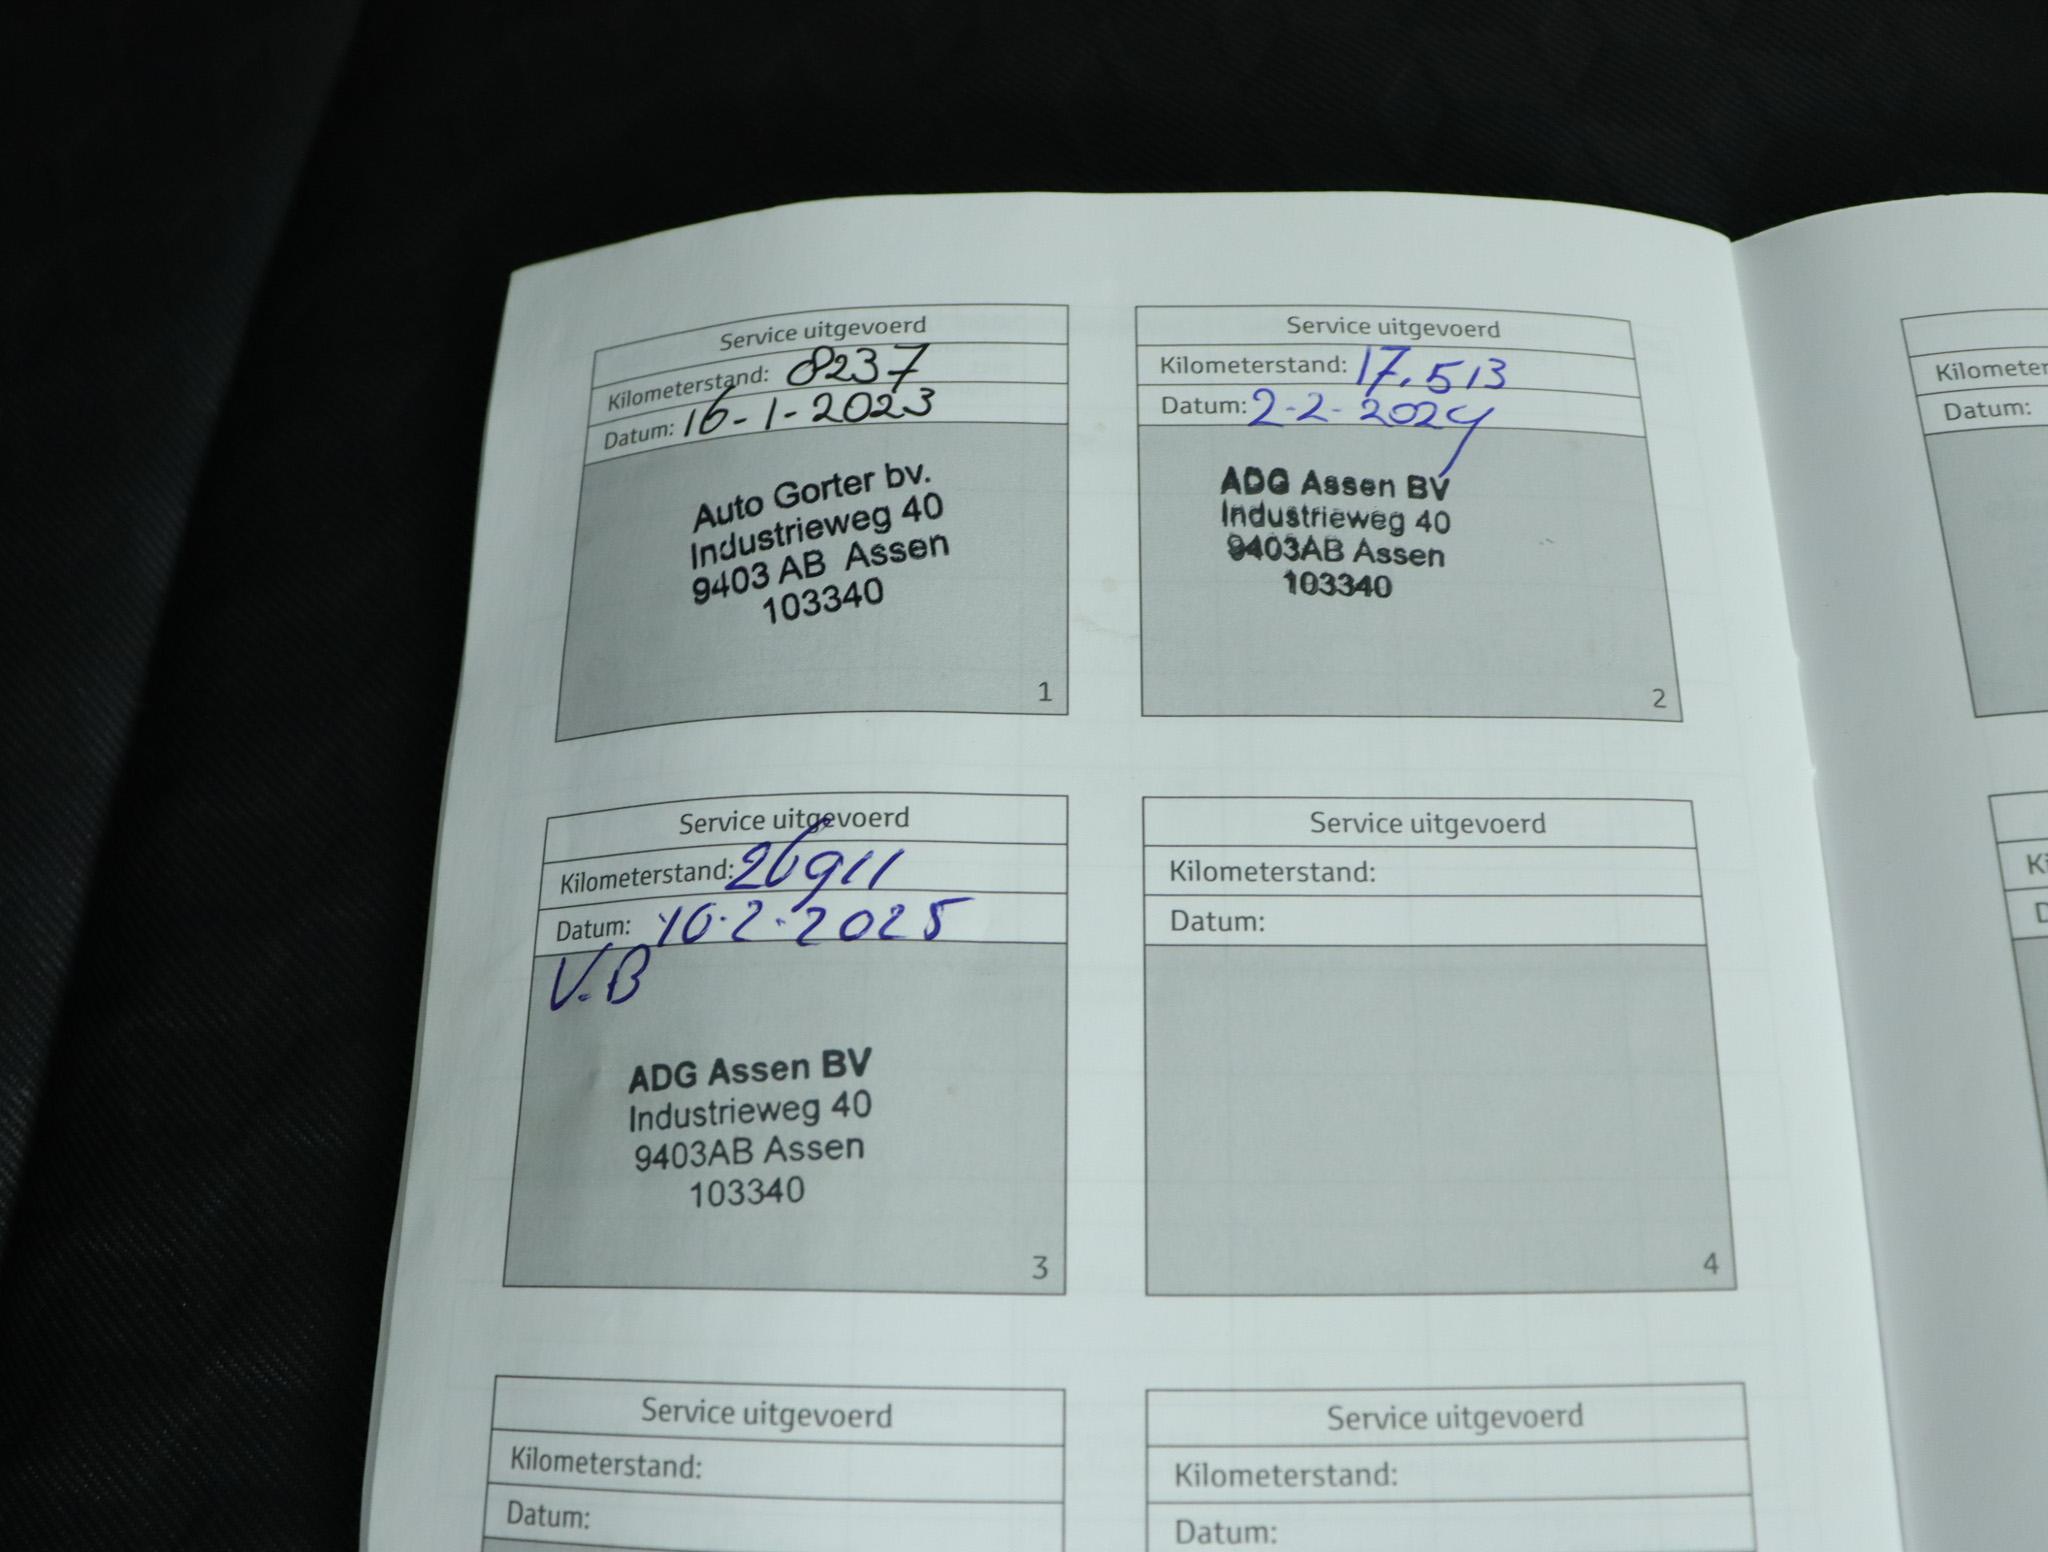 Service uitgevoerd
Kilometerstand: 8237
Datum: 16-1-2023
Auto Gorter bv.
Industrieweg 40
9403 AB Assen
103340
1
Service uitgevoerd
Kilometerstand: 17.513
Datum: 2-2-2024
ADG Assen BV
Industrieweg 40
9403AB Assen
103340
2
Service uitgevoerd
Kilometerstand: 26911
Datum: 10-2-2025
V.B
ADG Assen BV
Industrieweg 40
9403AB Assen
103340
3
Service uitgevoerd
Kilometerstand:
Datum:
4
Service uitgevoerd
Kilometerstand:
Datum:
Service uitgevoerd
Kilometerstand:
Datum:
Kilometer
Datum: